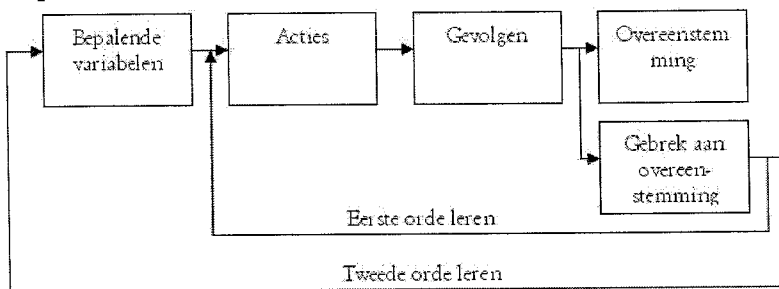 Bepalende
variabelen
Acties
Gevolgen
Overeenstem
ming
Gebrek aan
overeen-
stemming
Eerste orde leren
Tweede orde leren